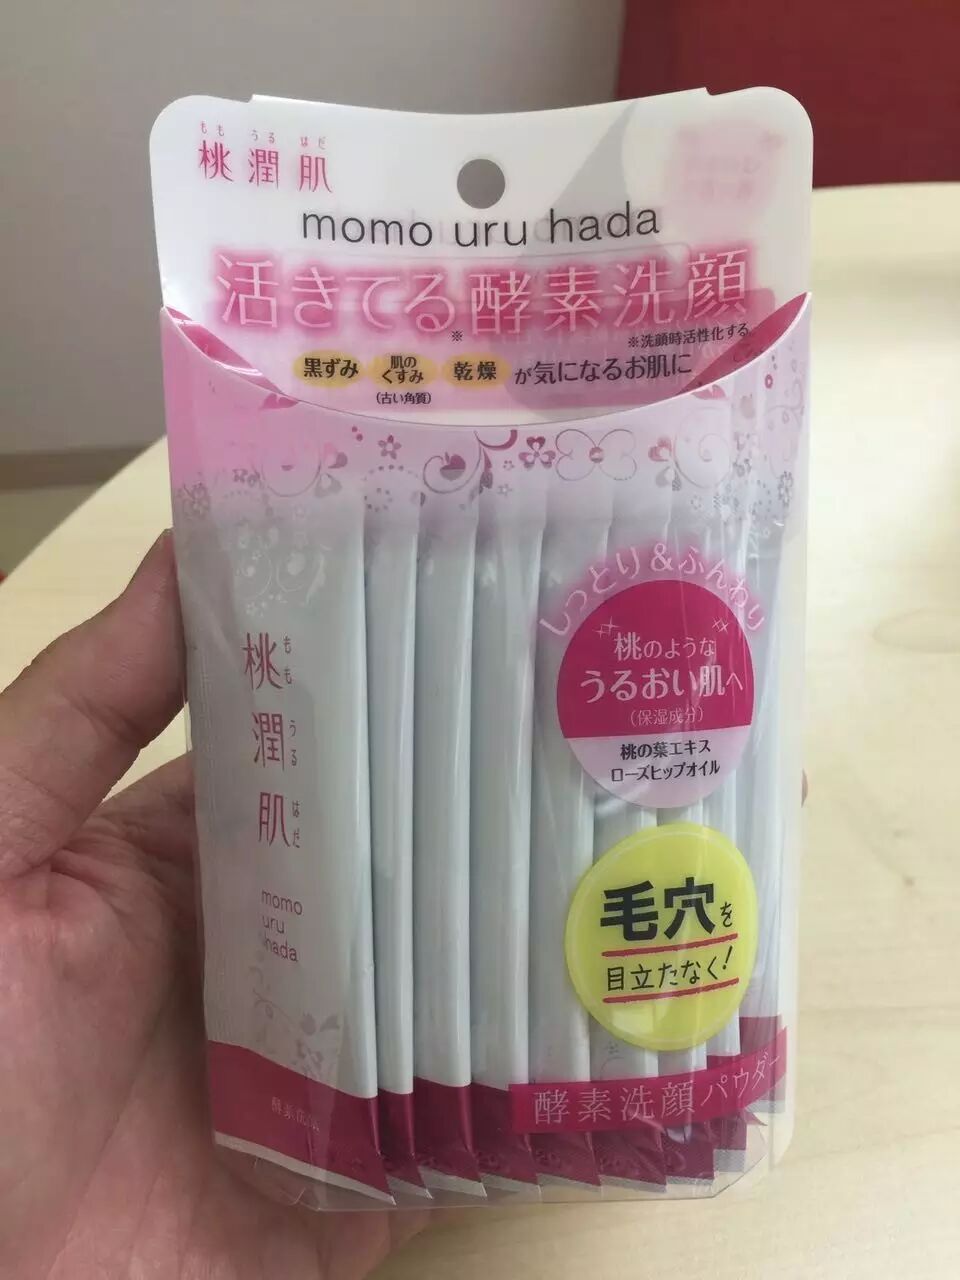 もも うる はだ
桃潤肌
momo uru hada
活きてる酵素洗顔
※
※洗顔時活性化する
黒ずみ 肌のくすみ 乾燥 が気になるお肌に
(古い角質)
しっとり&ふんわり
桃のような
うるおい肌へ
(保湿成分)
桃の葉エキス
ローズヒップオイル
毛穴を
目立たなく!
酵素洗顔パウダー
桃潤肌
もも うる はだ
momo
uru
hada